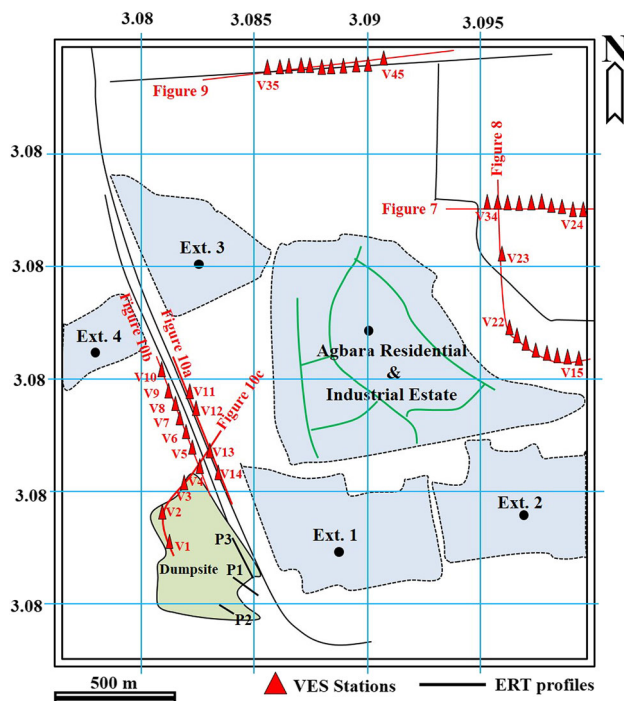 3.08 3.085 3.09 3.095
N
V35 V45
Figure 9
Figure 8
3.08
Figure 7 V34 V24
Ext. 3
V23
3.08
Figure 10b
Figure 10a
Ext. 4
V22
Agbara Residential
&
Industrial Estate
V15
V10
V11
3.08
V9
V12
Figure 10c
V8
V7
V6
V13
V5
V14
V4
V3
3.08
V2
Ext. 2
Ext. 1
V1
P3
Dumpsite P1
3.08
P2
500 m VES Stations ERT profiles